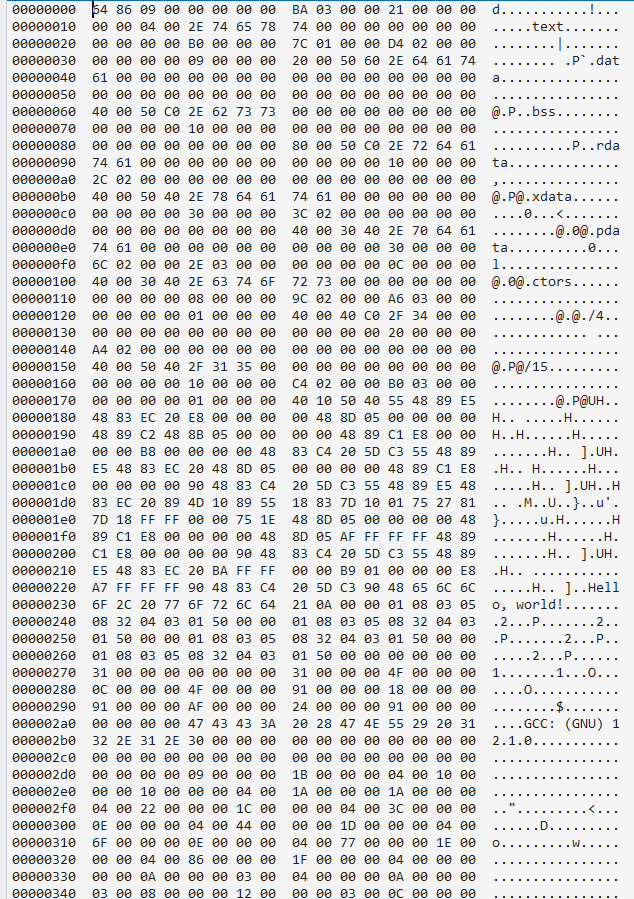 00000000 64 86 09 00 00 00 00 00 BA 03 00 00 21 00 00 00 d...........!...
00000010 00 00 04 00 2E 74 65 78 74 00 00 00 00 00 00 00 .....text.......
00000020 00 00 00 00 B0 00 00 00 7C 01 00 00 D4 02 00 00 ........|.......
00000030 00 00 00 00 09 00 00 00 20 00 50 60 2E 64 61 74 ........ .P`.dat
00000040 61 00 00 00 00 00 00 00 00 00 00 00 00 00 00 00 a...............
00000050 00 00 00 00 00 00 00 00 00 00 00 00 00 00 00 00 ................
00000060 40 00 50 C0 2E 62 73 73 00 00 00 00 00 00 00 00 @.P..bss........
00000070 00 00 00 00 10 00 00 00 00 00 00 00 00 00 00 00 ................
00000080 00 00 00 00 00 00 00 00 80 00 50 C0 2E 72 64 61 ..........P..rda
00000090 74 61 00 00 00 00 00 00 00 00 00 00 10 00 00 00 ta..............
000000a0 2C 02 00 00 00 00 00 00 00 00 00 00 00 00 00 00 ,...............
000000b0 40 00 50 40 2E 78 64 61 74 61 00 00 00 00 00 00 @.P@.xdata......
000000c0 00 00 00 00 30 00 00 00 3C 02 00 00 00 00 00 00 ....0...<.......
000000d0 00 00 00 00 00 00 00 00 40 00 30 40 2E 70 64 61 ........@.0@.pda
000000e0 74 61 00 00 00 00 00 00 00 00 00 00 30 00 00 00 ta..........0...
000000f0 6C 02 00 00 2E 03 00 00 00 00 00 00 0C 00 00 00 l...............
00000100 40 00 30 40 2E 63 74 6F 72 73 00 00 00 00 00 00 @.0@.ctors......
00000110 00 00 00 00 08 00 00 00 9C 02 00 00 A6 03 00 00 ................
00000120 00 00 00 00 01 00 00 00 40 00 40 C0 2F 34 00 00 ........@.@./4..
00000130 00 00 00 00 00 00 00 00 00 00 00 00 20 00 00 00 ............ ...
00000140 A4 02 00 00 00 00 00 00 00 00 00 00 00 00 00 00 ................
00000150 40 00 50 40 2F 31 35 00 00 00 00 00 00 00 00 00 @.P@/15.........
00000160 00 00 00 00 10 00 00 00 C4 02 00 00 B0 03 00 00 ................
00000170 00 00 00 00 01 00 00 00 40 10 50 40 55 48 89 E5 ........@.P@UH..
00000180 48 83 EC 20 E8 00 00 00 00 48 8D 05 00 00 00 00 H.. .....H......
00000190 48 89 C2 48 8B 05 00 00 00 00 48 89 C1 E8 00 00 H..H......H.....
000001a0 00 00 B8 00 00 00 00 48 83 C4 20 5D C3 55 48 89 .......H.. ].UH.
000001b0 E5 48 83 EC 20 48 8D 05 00 00 00 00 48 89 C1 E8 .H.. H......H...
000001c0 00 00 00 00 90 48 83 C4 20 5D C3 55 48 89 E5 48 .....H.. ].UH..H
000001d0 83 EC 20 89 4D 10 89 55 18 83 7D 10 01 75 27 81 .. .M..U..}..u'.
000001e0 7D 18 FF FF 00 00 75 1E 48 8D 05 00 00 00 00 48 }.....u.H......H
000001f0 89 C1 E8 00 00 00 00 48 8D 05 AF FF FF FF 48 89 .......H......H.
00000200 C1 E8 00 00 00 00 90 48 83 C4 20 5D C3 55 48 89 .......H.. ].UH.
00000210 E5 48 83 EC 20 BA FF FF 00 00 B9 01 00 00 00 E8 .H.. ...........
00000220 A7 FF FF FF 90 48 83 C4 20 5D C3 90 48 65 6C 6C .....H.. ]..Hell
00000230 6F 2C 20 77 6F 72 6C 64 21 0A 00 00 01 08 03 05 o, world!.......
00000240 08 32 04 03 01 50 00 00 01 08 03 05 08 32 04 03 .2...P.......2..
00000250 01 50 00 00 01 08 03 05 08 32 04 03 01 50 00 00 .P.......2...P..
00000260 01 08 03 05 08 32 04 03 01 50 00 00 00 00 00 00 .....2...P......
00000270 31 00 00 00 00 00 00 00 31 00 00 00 4F 00 00 00 1.......1...O...
00000280 0C 00 00 00 4F 00 00 00 91 00 00 00 18 00 00 00 ....O...........
00000290 91 00 00 00 AF 00 00 00 24 00 00 00 91 00 00 00 ........$.......
000002a0 00 00 00 00 47 43 43 3A 20 28 47 4E 55 29 20 31 ....GCC: (GNU) 1
000002b0 32 2E 31 2E 30 00 00 00 00 00 00 00 00 00 00 00 2.1.0...........
000002c0 00 00 00 00 00 00 00 00 00 00 00 00 00 00 00 00 ................
000002d0 00 00 00 00 09 00 00 00 1B 00 00 00 04 00 10 00 ................
000002e0 00 00 10 00 00 00 04 00 1A 00 00 00 1A 00 00 00 ................
000002f0 04 00 22 00 00 00 1C 00 00 00 04 00 3C 00 00 00 ..".........<...
00000300 0E 00 00 00 04 00 44 00 00 00 1D 00 00 00 04 00 ......D.........
00000310 6F 00 00 00 0E 00 00 00 04 00 77 00 00 00 1E 00 o.........w.....
00000320 00 00 04 00 86 00 00 00 1F 00 00 00 04 00 00 00 ................
00000330 00 00 0A 00 00 00 03 00 04 00 00 00 0A 00 00 00 ................
00000340 03 00 08 00 00 00 12 00 00 00 03 00 0C 00 00 00 ................